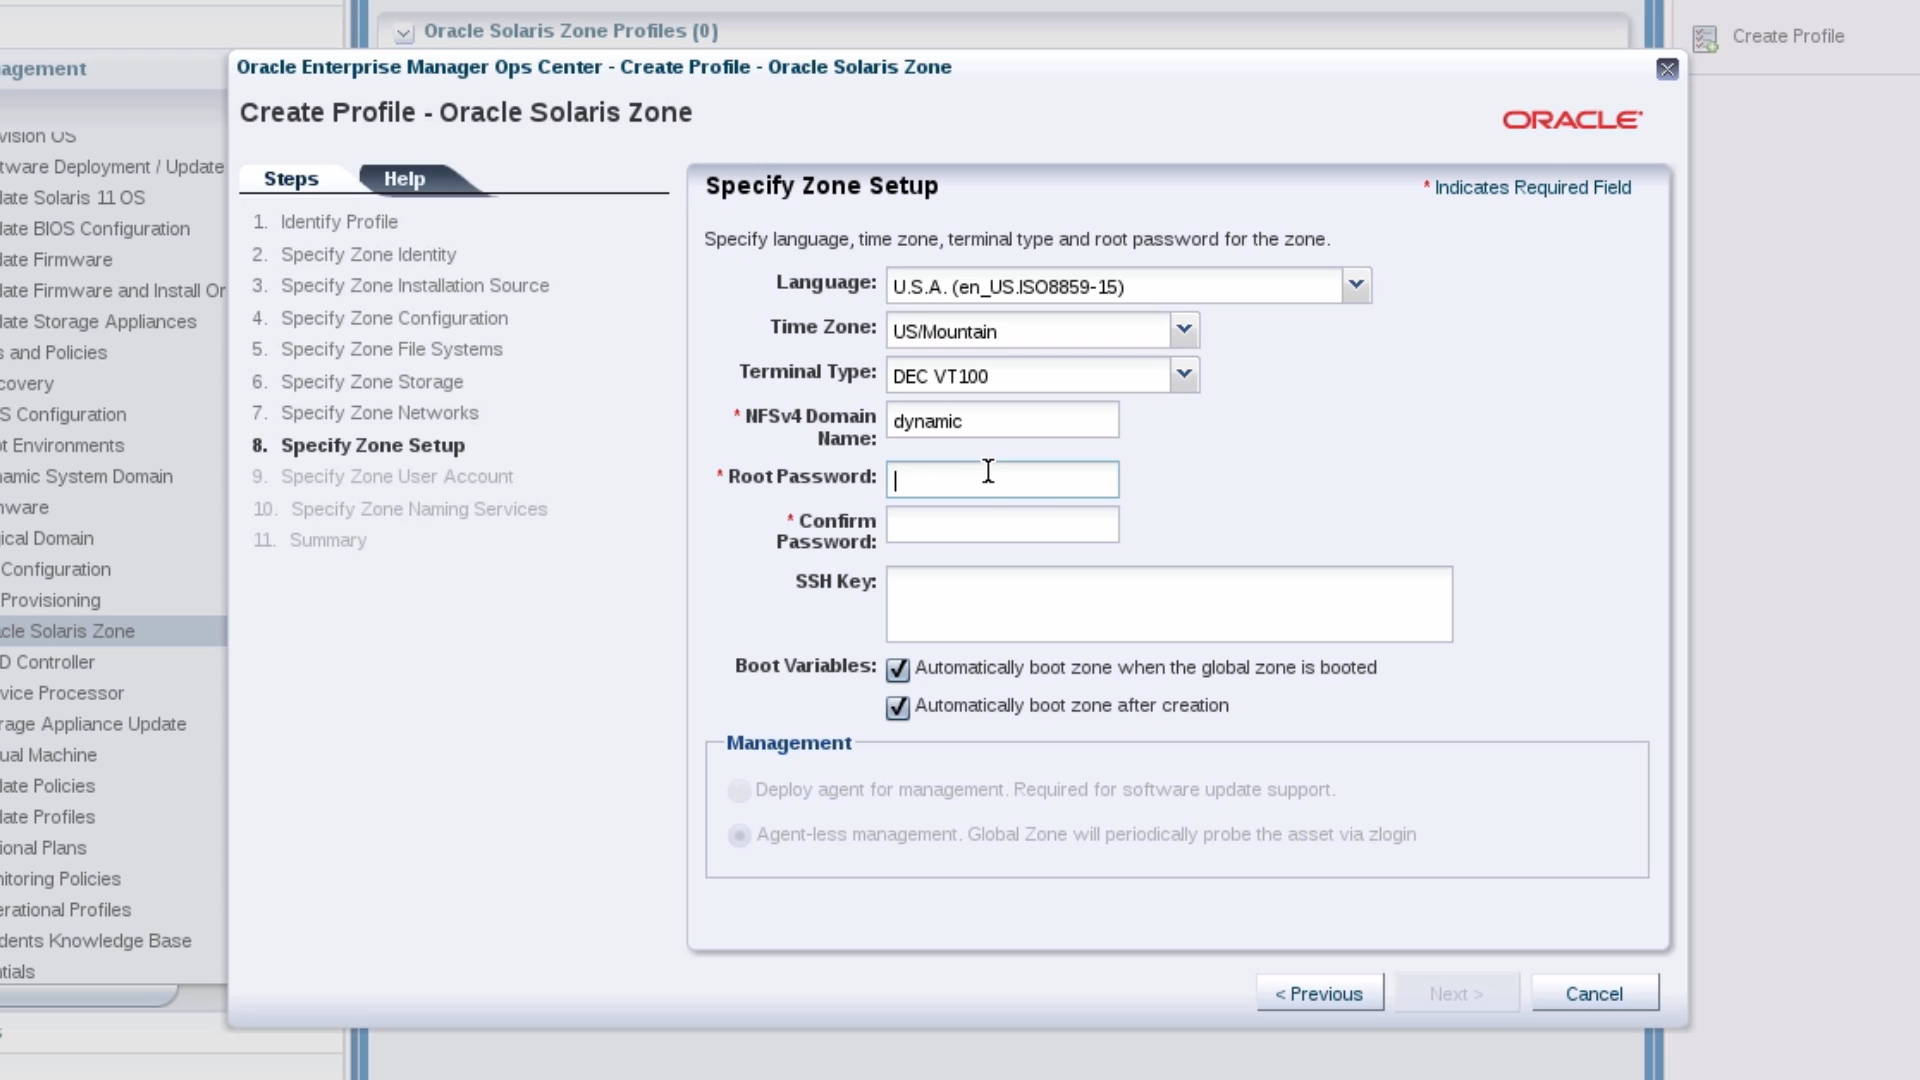 Oracle Solaris Zone Profiles (0)
Create Profile
agement
Oracle Enterprise Manager Ops Center - Create Profile - Oracle Solaris Zone
Create Profile - Oracle Solaris Zone
ORACLE
vision OS
tware Deployment / Update
late Solaris 11 OS
late BIOS Configuration
late Firmware
late Firmware and Install Or
late Storage Appliances
s and Policies
covery
S Configuration
ot Environments
namic System Domain
nware
gical Domain
Configuration
Provisioning
acle Solaris Zone
D Controller
vice Processor
rage Appliance Update
ual Machine
late Policies
late Profiles
ional Plans
nitoring Policies
erational Profiles
dents Knowledge Base
ntials
Steps
Help
1. Identify Profile
2. Specify Zone Identity
3. Specify Zone Installation Source
4. Specify Zone Configuration
5. Specify Zone File Systems
6. Specify Zone Storage
7. Specify Zone Networks
8. Specify Zone Setup
9. Specify Zone User Account
10. Specify Zone Naming Services
11. Summary
Specify Zone Setup
* Indicates Required Field
Specify language, time zone, terminal type and root password for the zone.
Language: U.S.A. (en_US.ISO8859-15)
Time Zone: US/Mountain
Terminal Type: DEC VT100
* NFSv4 Domain
Name: dynamic
* Root Password:
* Confirm
Password:
SSH Key:
Boot Variables: Automatically boot zone when the global zone is booted
Automatically boot zone after creation
Management
Deploy agent for management. Required for software update support.
Agent-less management. Global Zone will periodically probe the asset via zlogin
< Previous
Next >
Cancel